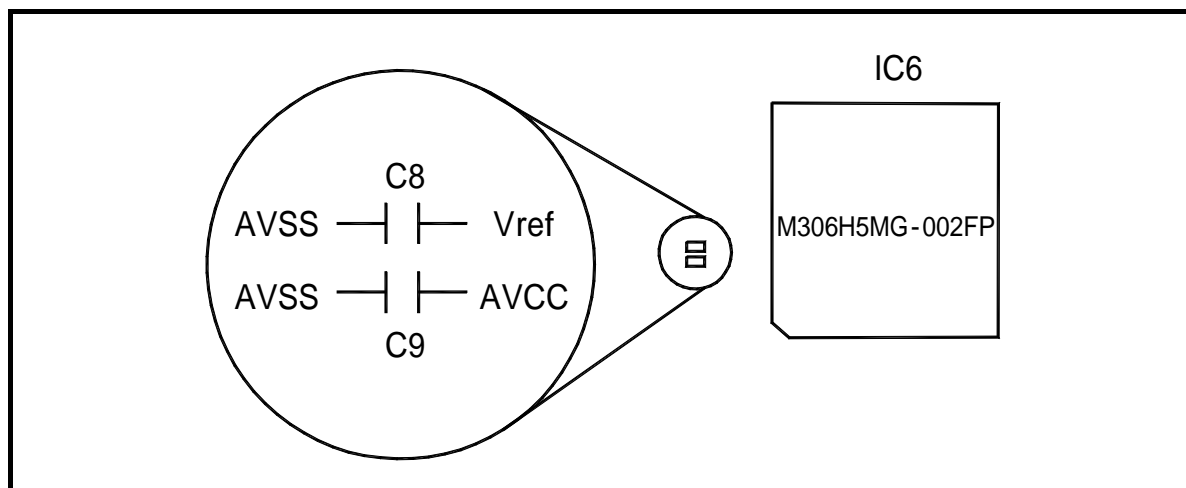 IC6
C8
AVSS Vref
M306H5MG-002FP
AVSS AVCC
C9